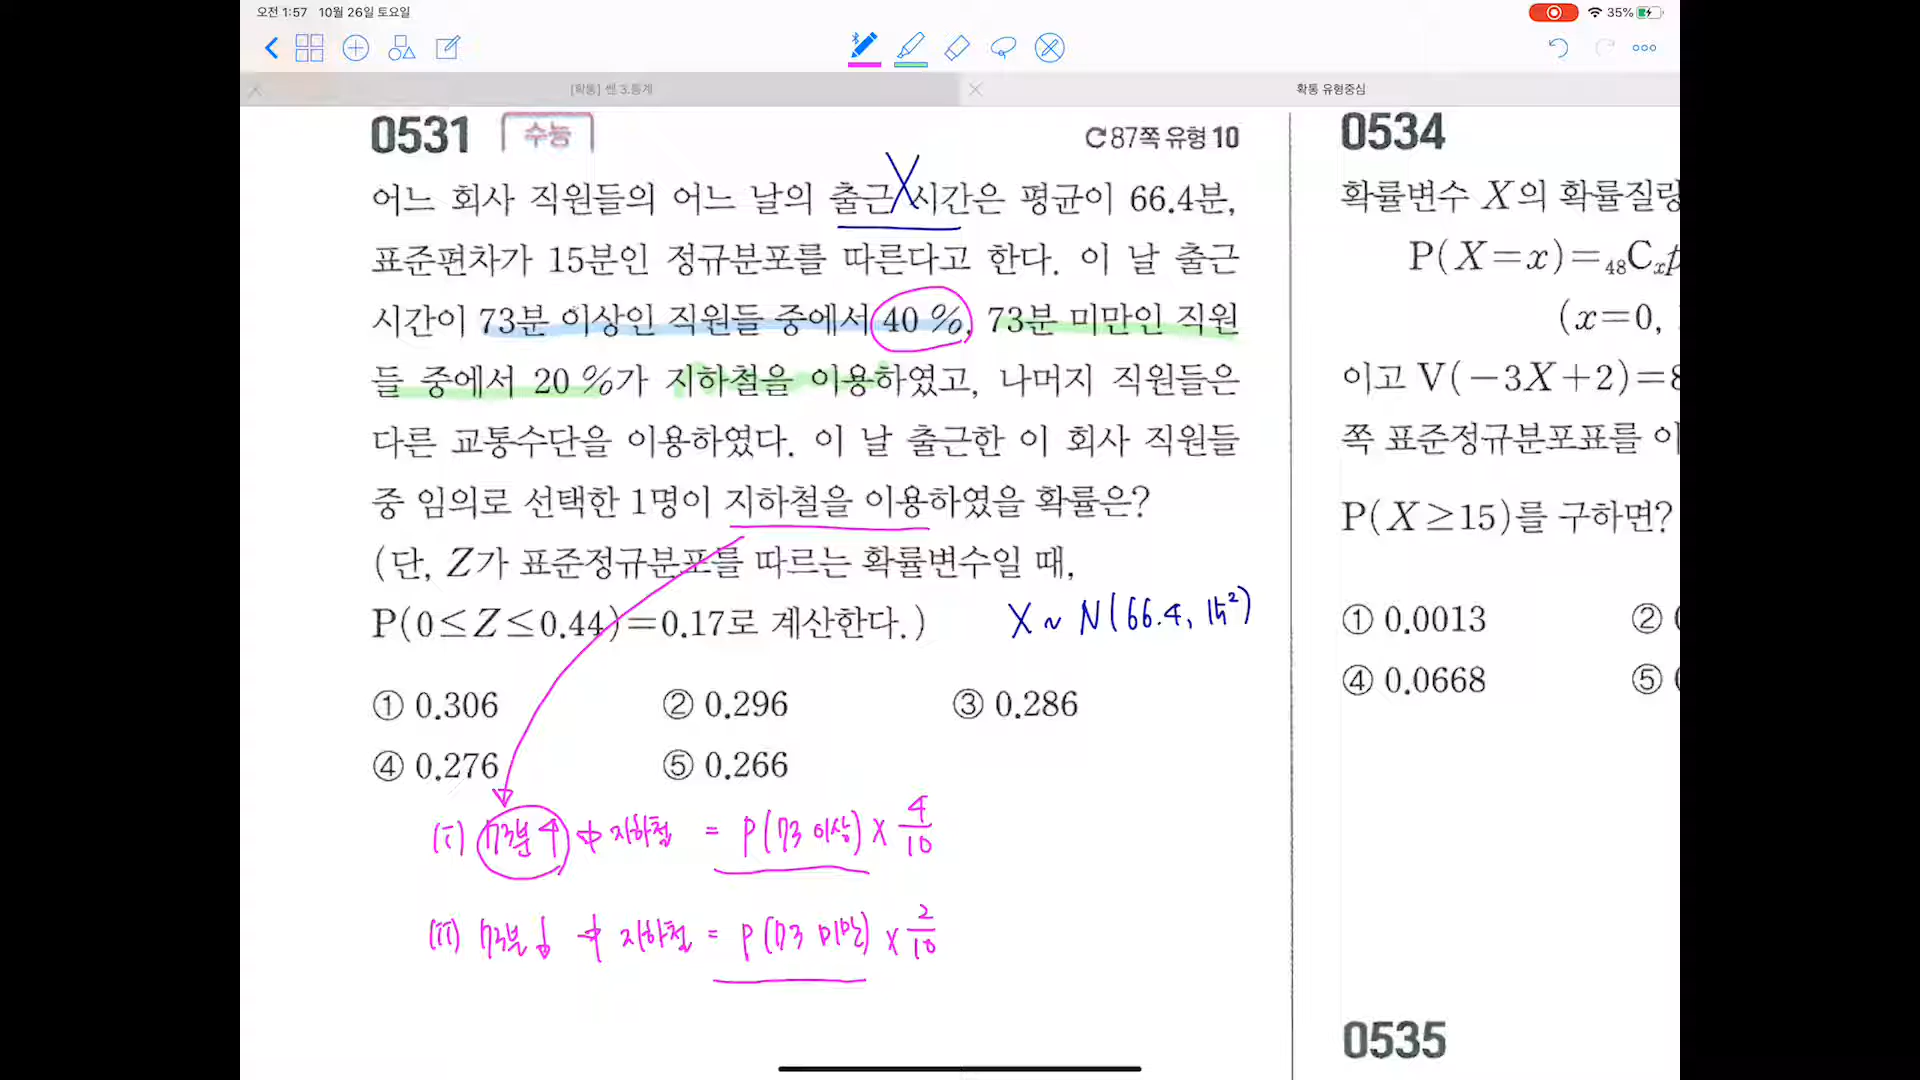 오전 1:57 10월 26일 토요일
35%
[확통] 쎈 3.통계
확통 유형중심
0531 수능
87쪽 유형 10
어느 회사 직원들의 어느 날의 출근 시간은 평균이 66.4분,
X
표준편차가 15분인 정규분포를 따른다고 한다. 이 날 출근
시간이 73분 이상인 직원들 중에서 40 %, 73분 미만인 직원
들 중에서 20 %가 지하철을 이용하였고, 나머지 직원들은
다른 교통수단을 이용하였다. 이 날 출근한 이 회사 직원들
중 임의로 선택한 1명이 지하철을 이용하였을 확률은?
(단, Z가 표준정규분포를 따르는 확률변수일 때,
P(0≤Z≤0.44)=0.17로 계산한다.)
X ~ N(66.4, 15²)
① 0.306 ② 0.296 ③ 0.286
④ 0.276 ⑤ 0.266
(i) 73분↑ → 지하철 = P(73 이상) × 4/10
(ii) 73분↓ → 지하철 = P(73 미만) × 2/10
0534
확률변수 X의 확률질량
P(X=x)=₄₈Cₓp
(x=0,
이고 V(−3X+2)=8
쪽 표준정규분포표를 이
P(X≥15)를 구하면?
① 0.0013 ②
④ 0.0668 ⑤
0535